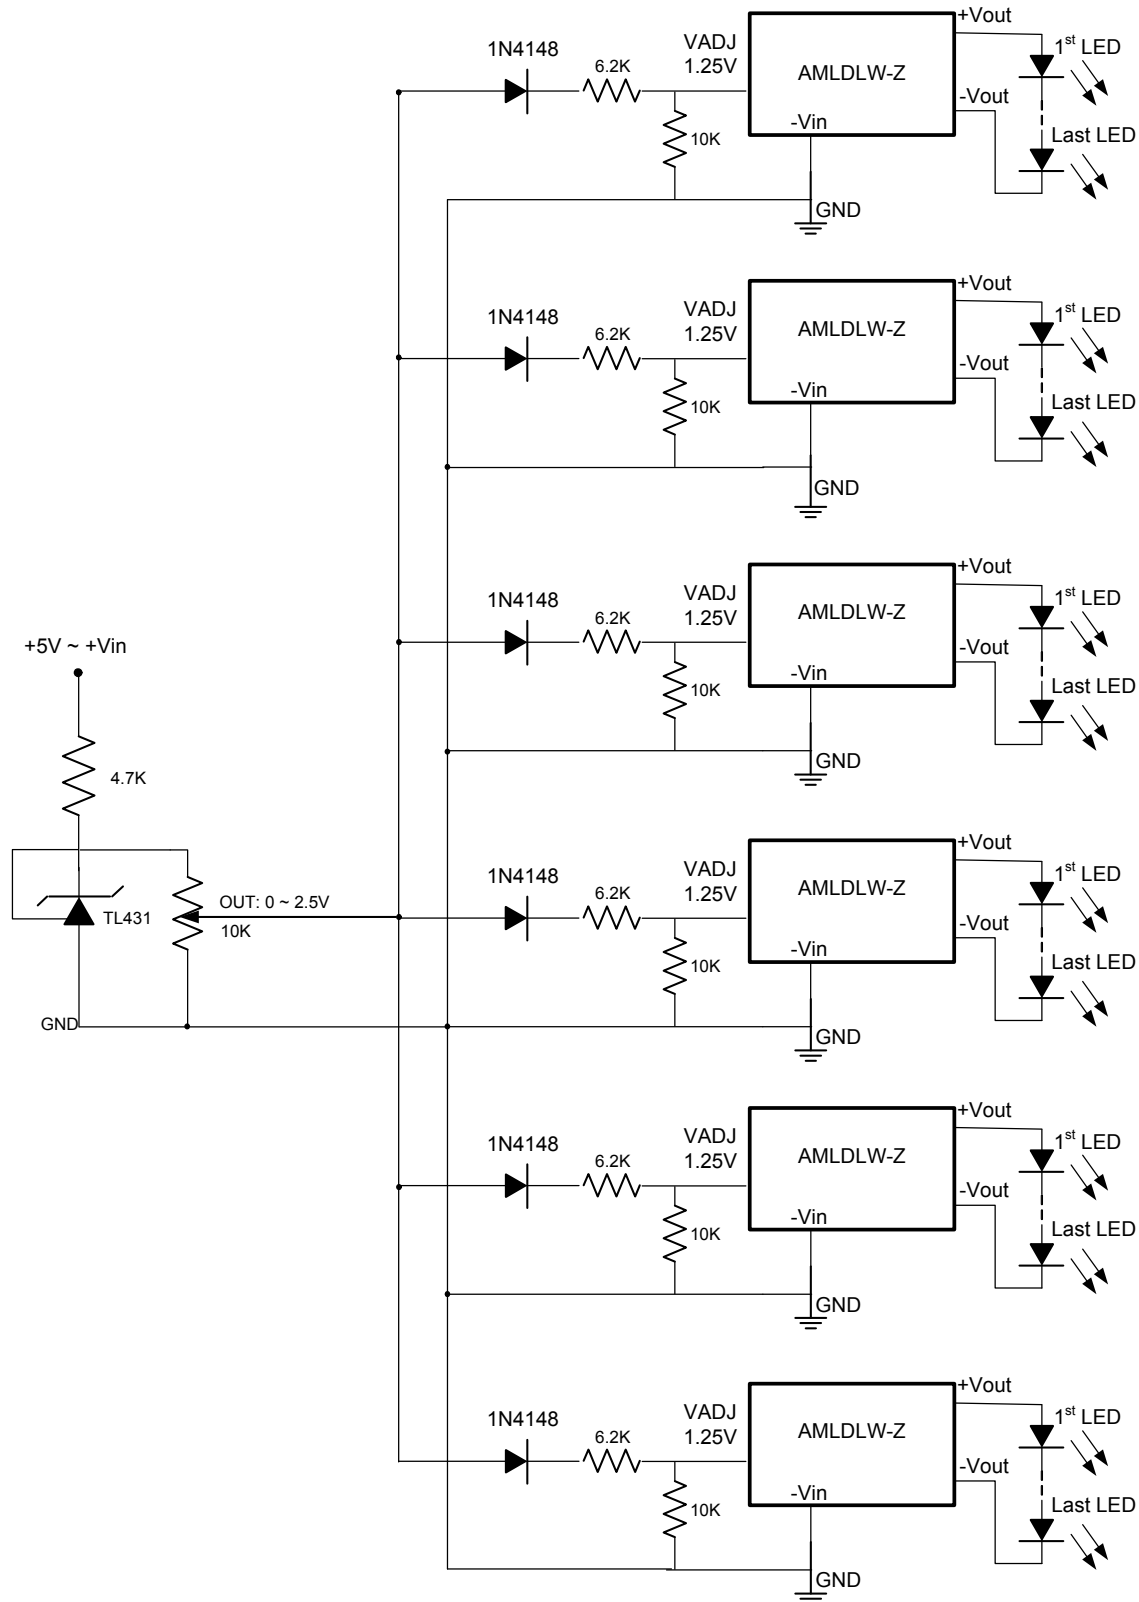 +Vout
1N4148
VADJ
1.25V
6.2K
AMLDLW-Z
1st LED
-Vout
-Vin
10K
Last LED
GND
+Vout
1N4148
VADJ
1.25V
6.2K
AMLDLW-Z
1st LED
-Vout
-Vin
10K
Last LED
GND
+Vout
1N4148
VADJ
1.25V
6.2K
AMLDLW-Z
1st LED
-Vout
-Vin
10K
Last LED
GND
+5V ~ +Vin
4.7K
TL431
OUT: 0 ~ 2.5V
10K
GND
+Vout
1N4148
VADJ
1.25V
6.2K
AMLDLW-Z
1st LED
-Vout
-Vin
10K
Last LED
GND
+Vout
1N4148
VADJ
1.25V
6.2K
AMLDLW-Z
1st LED
-Vout
-Vin
10K
Last LED
GND
+Vout
1N4148
VADJ
1.25V
6.2K
AMLDLW-Z
1st LED
-Vout
-Vin
10K
Last LED
GND